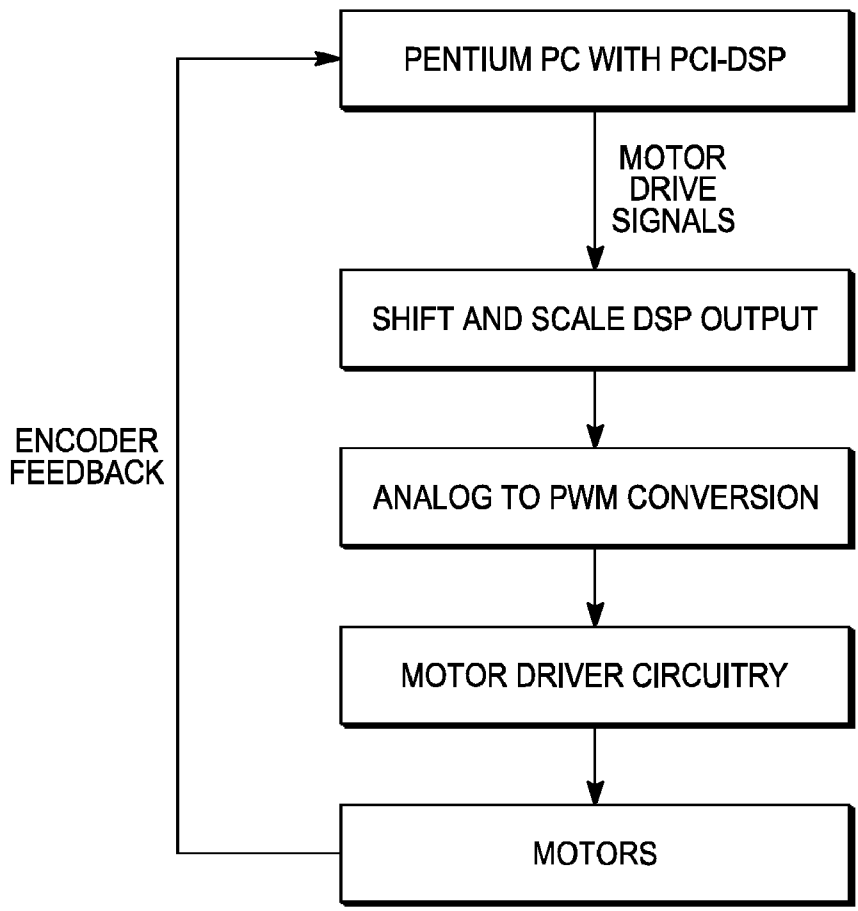 PENTIUM PC WITH PCI-DSP
MOTOR
DRIVE
SIGNALS
SHIFT AND SCALE DSP OUTPUT
ENCODER
FEEDBACK
ANALOG TO PWM CONVERSION
MOTOR DRIVER CIRCUITRY
MOTORS